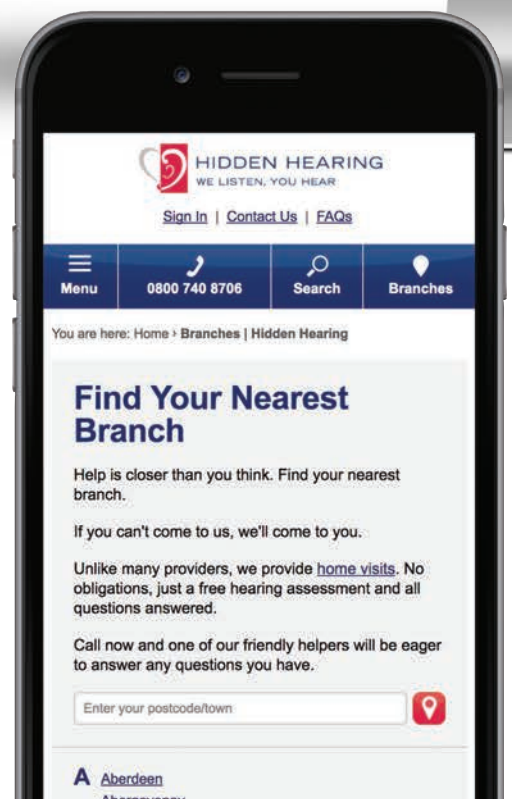 HIDDEN HEARING
WE LISTEN, YOU HEAR
Sign In | Contact Us | FAQs
Menu 0800 740 8706 Search Branches
You are here: Home › Branches | Hidden Hearing
Find Your Nearest
Branch
Help is closer than you think. Find your nearest
branch.
If you can't come to us, we'll come to you.
Unlike many providers, we provide home visits. No
obligations, just a free hearing assessment and all
questions answered.
Call now and one of our friendly helpers will be eager
to answer any questions you have.
Enter your postcode/town
A Aberdeen